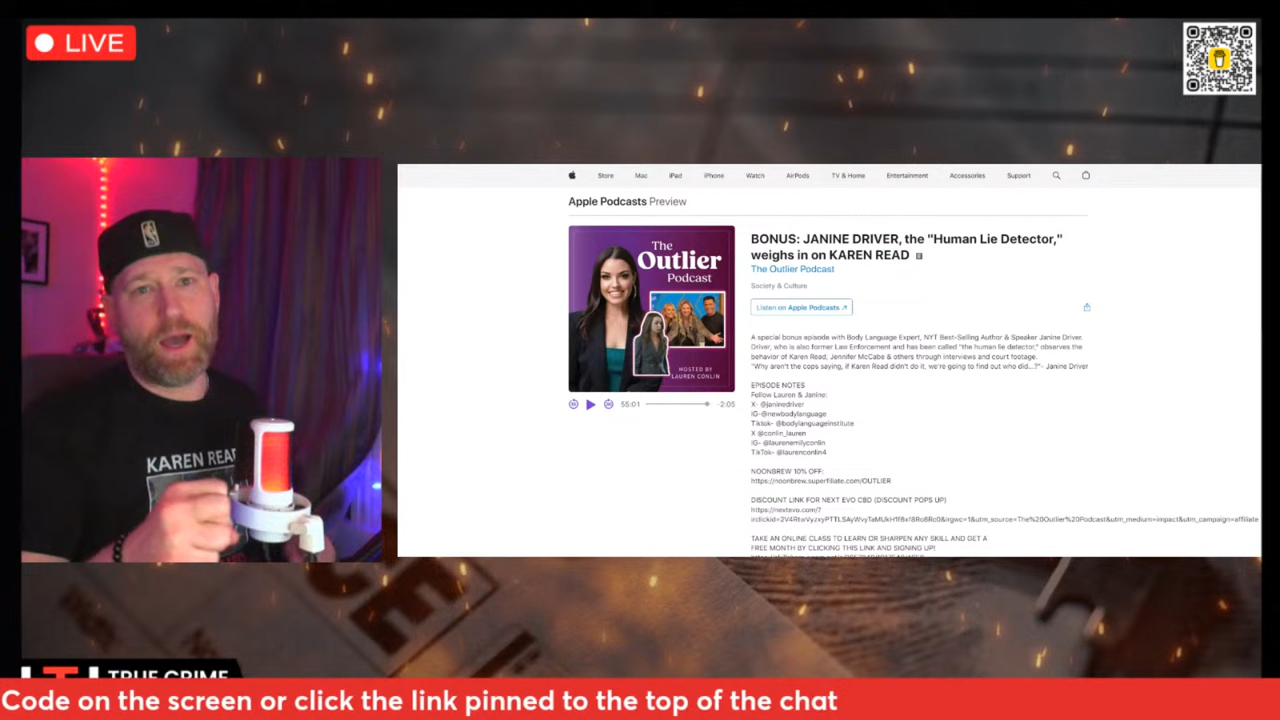 LIVE
Store Mac iPad iPhone Watch AirPods TV & Home Entertainment Accessories Support
Apple Podcasts Preview
The
Outlier
Podcast
HOSTED BY
LAUREN CONLIN
55:01
-2:05
BONUS: JANINE DRIVER, the "Human Lie Detector,"
weighs in on KAREN READ
The Outlier Podcast
Society & Culture
Listen on Apple Podcasts ↗
A special bonus episode with Body Language Expert, NYT Best-Selling Author & Speaker Janine Driver.
Driver, who is also former Law Enforcement and has been called "the human lie detector," observes the
behavior of Karen Read, Jennifer McCabe & others through interviews and court footage.
"Why aren't the cops saying, if Karen Read didn't do it, we're going to find out who did...?"- Janine Driver
EPISODE NOTES
Follow Lauren & Janine:
X- @janinedriver
IG-@newbodylanguage
Tiktok- @bodylanguageinstitute
X @conlin_lauren
IG- @laurenemilyconlin
TikTok- @laurenconlin4
NOONBREW 10% OFF:
https://noonbrew.superfiliate.com/OUTLIER
DISCOUNT LINK FOR NEXT EVO CBD (DISCOUNT POPS UP)
https://nextevo.com/?
TAKE AN ONLINE CLASS TO LEARN OR SHARPEN ANY SKILL AND GET A
FREE MONTH BY CLICKING THIS LINK AND SIGNING UP!
KAREN READ
TRUE CRIME
Code on the screen or click the link pinned to the top of the chat